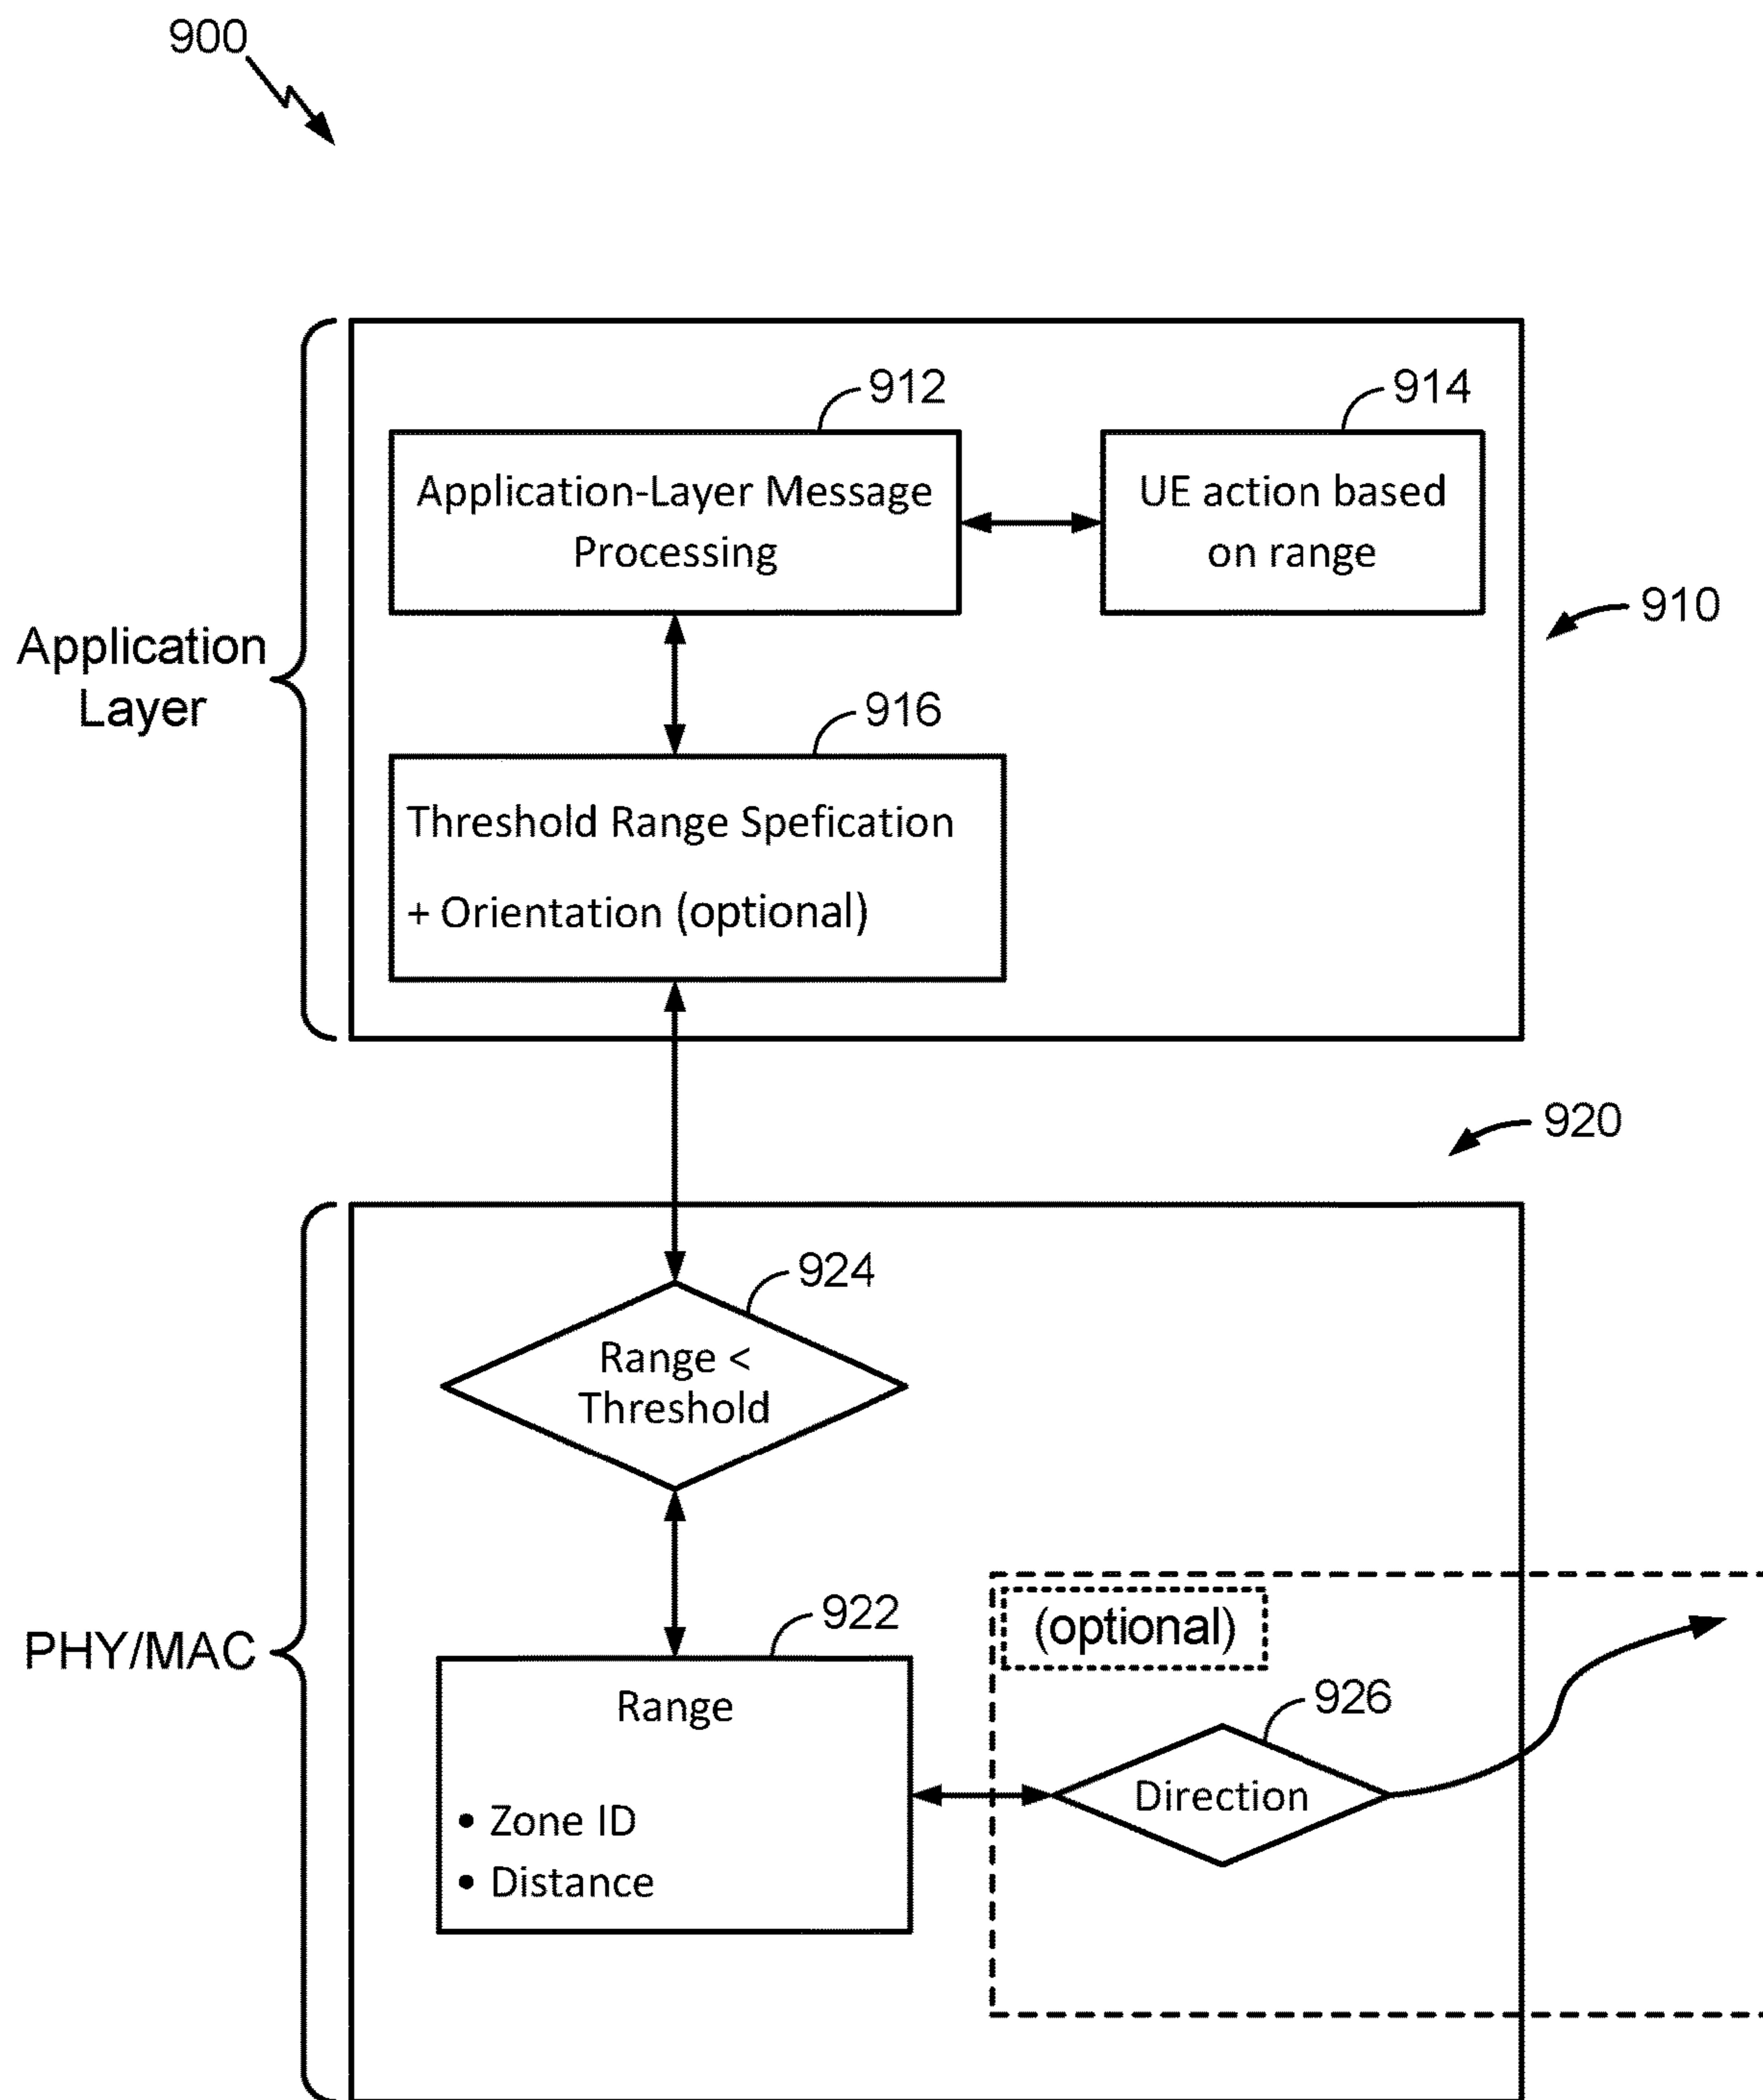 900
912
914
Application-Layer Message
Processing
UE action based
on range
910
Application
Layer
916
Threshold Range Spefication
+ Orientation (optional)
920
924
Range <
Threshold
922
(optional)
PHY/MAC
Range
926
Direction
• Zone ID
• Distance